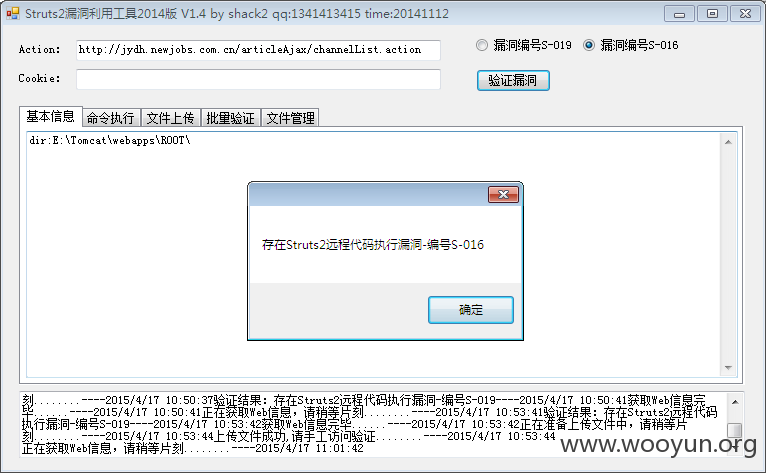 Struts2漏洞利用工具2014版 V1.4 by shack2 qq:1341413415 time:20141112
Action: http://jydh.newjobs.com.cn/articleAjax/channelList.action 漏洞编号S-019 漏洞编号S-016
Cookie: 验证漏洞
基本信息 命令执行 文件上传 批量验证 文件管理
dir:E:\Tomcat\webapps\ROOT\
存在Struts2远程代码执行漏洞-编号S-016
确定
刻........----2015/4/17 10:50:37验证结果：存在Struts2远程代码执行漏洞-编号S-019----2015/4/17 10:50:41获取Web信息完
毕......----2015/4/17 10:50:41正在获取Web信息，请稍等片刻........----2015/4/17 10:53:41验证结果：存在Struts2远程代码
执行漏洞-编号S-019----2015/4/17 10:53:42获取Web信息完毕......----2015/4/17 10:53:42正在准备上传文件中，请稍等片
刻........----2015/4/17 10:53:44上传文件成功,请手工访问验证........----2015/4/17 10:53:44
正在获取Web信息，请稍等片刻........----2015/4/17 11:01:42
www.wooyun.org